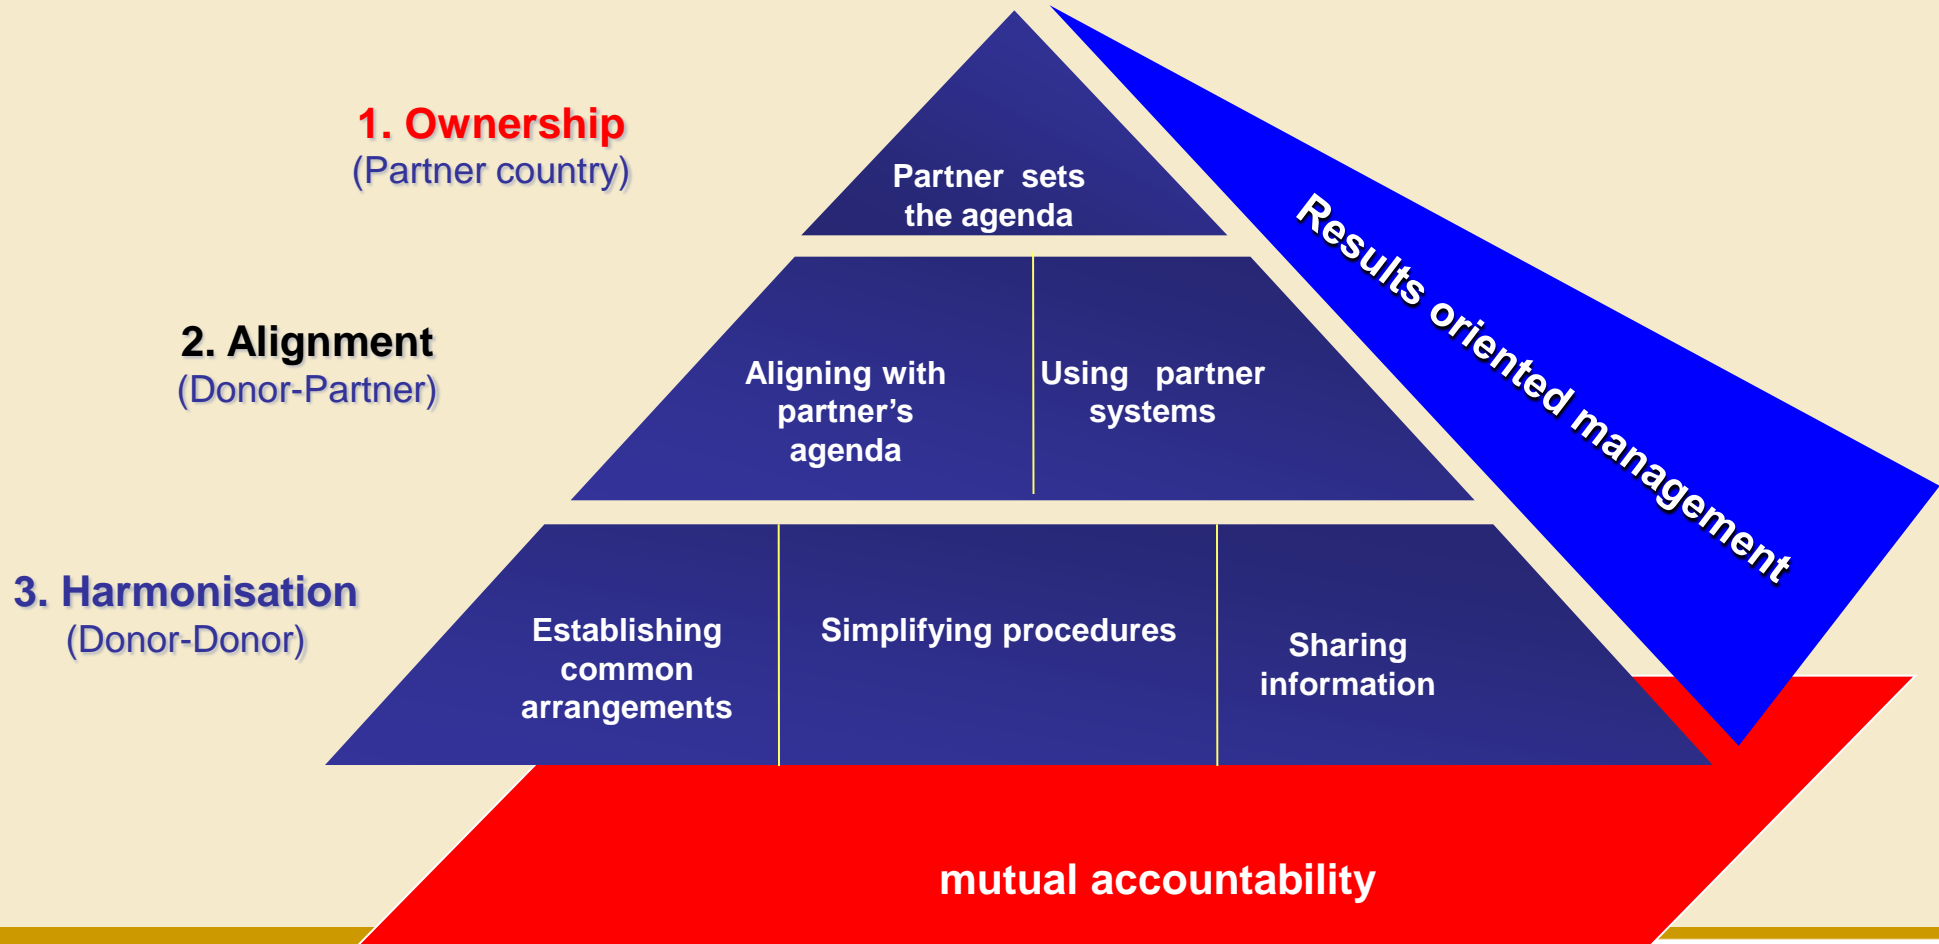 1. Ownership
(Partner country)
Partner sets
the agenda
2. Alignment
(Donor-Partner)
Aligning with
partner’s
agenda
Using partner
systems
3. Harmonisation
(Donor-Donor)
Establishing
common
arrangements
Simplifying procedures
Sharing
information
Results oriented management
mutual accountability